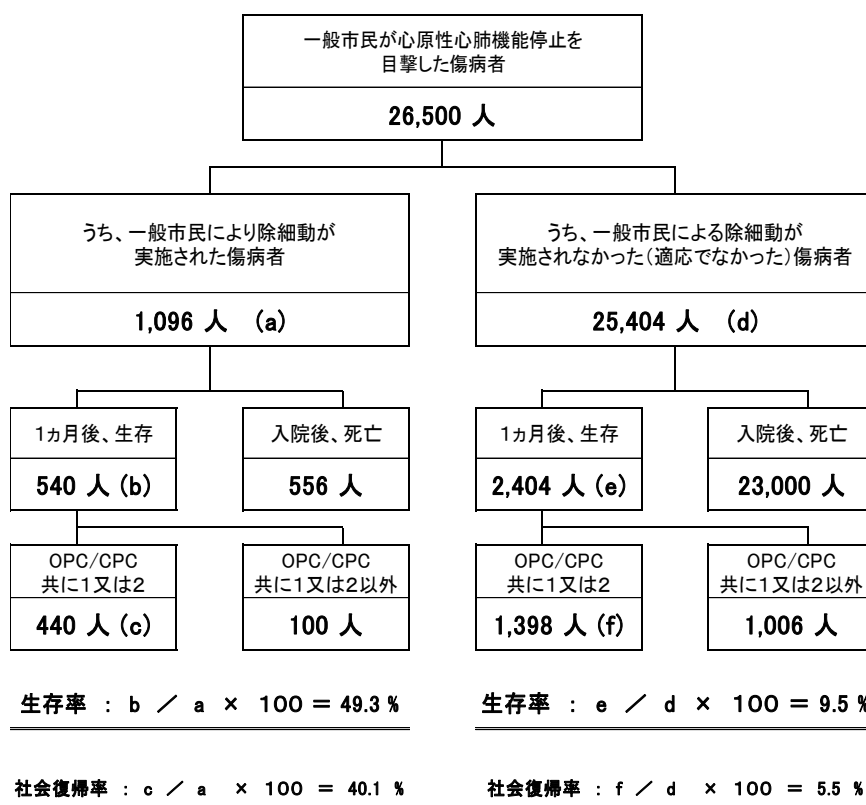 一般市民が心原性心肺機能停止を
目撃した傷病者
26,500 人
うち、一般市民により除細動が
実施された傷病者
1,096 人 (a)
うち、一般市民による除細動が
実施されなかった(適応でなかった)傷病者
25,404 人 (d)
1ヵ月後、生存
540 人 (b)
入院後、死亡
556 人
1ヵ月後、生存
2,404 人 (e)
入院後、死亡
23,000 人
OPC/CPC
共に1又は2
440 人 (c)
OPC/CPC
共に1又は2以外
100 人
OPC/CPC
共に1又は2
1,398 人 (f)
OPC/CPC
共に1又は2以外
1,006 人
生存率 : b / a × 100 = 49.3 %
生存率 : e / d × 100 = 9.5 %
社会復帰率 : c / a × 100 = 40.1 %
社会復帰率 : f / d × 100 = 5.5 %